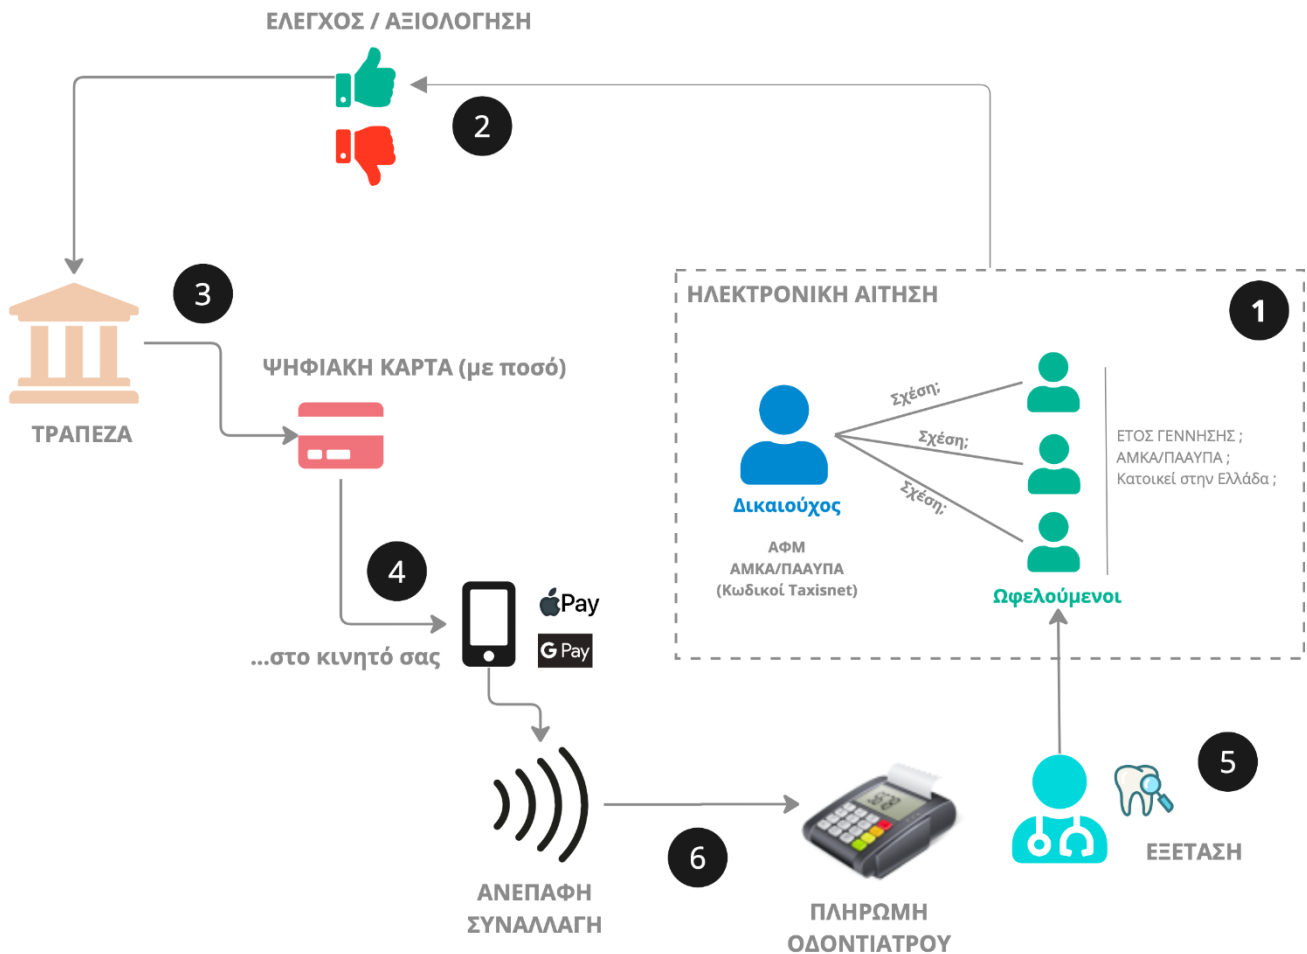 ΕΛΕΓΧΟΣ / ΑΞΙΟΛΟΓΗΣΗ
2
3
ΤΡΑΠΕΖΑ
ΨΗΦΙΑΚΗ ΚΑΡΤΑ (με ποσό)
ΗΛΕΚΤΡΟΝΙΚΗ ΑΙΤΗΣΗ
1
Σχέση;
Σχέση;
Σχέση;
Δικαιούχος
ΑΦΜ
ΑΜΚΑ/ΠΑΑΥΠΑ
(Κωδικοί Taxisnet)
ΕΤΟΣ ΓΕΝΝΗΣΗΣ ;
ΑΜΚΑ/ΠΑΑΥΠΑ ;
Κατοικεί στην Ελλάδα ;
Ωφελούμενοι
4
...στο κινητό σας
Pay
G Pay
5
ΕΞΕΤΑΣΗ
6
ΑΝΕΠΑΦΗ
ΣΥΝΑΛΛΑΓΗ
ΠΛΗΡΩΜΗ
ΟΔΟΝΤΙΑΤΡΟΥ